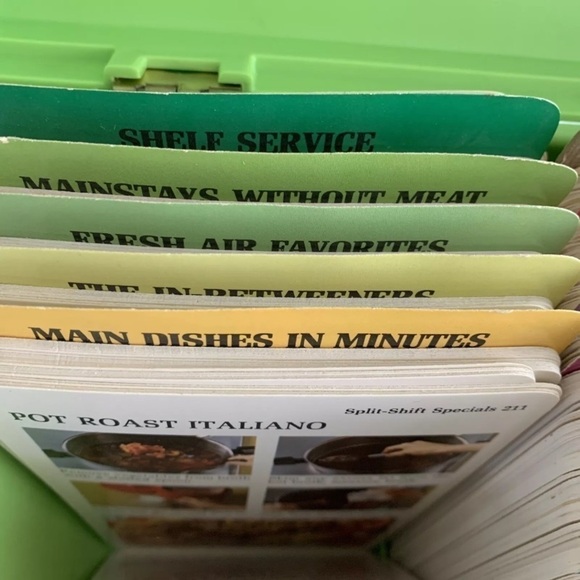 SHELF SERVICE
MAINSTAYS WITHOUT MEAT
FRESH AIR FAVORITES
THE IN-BETWEENERS
MAIN DISHES IN MINUTES
Split-Shift Specials 211
POT ROAST ITALIANO